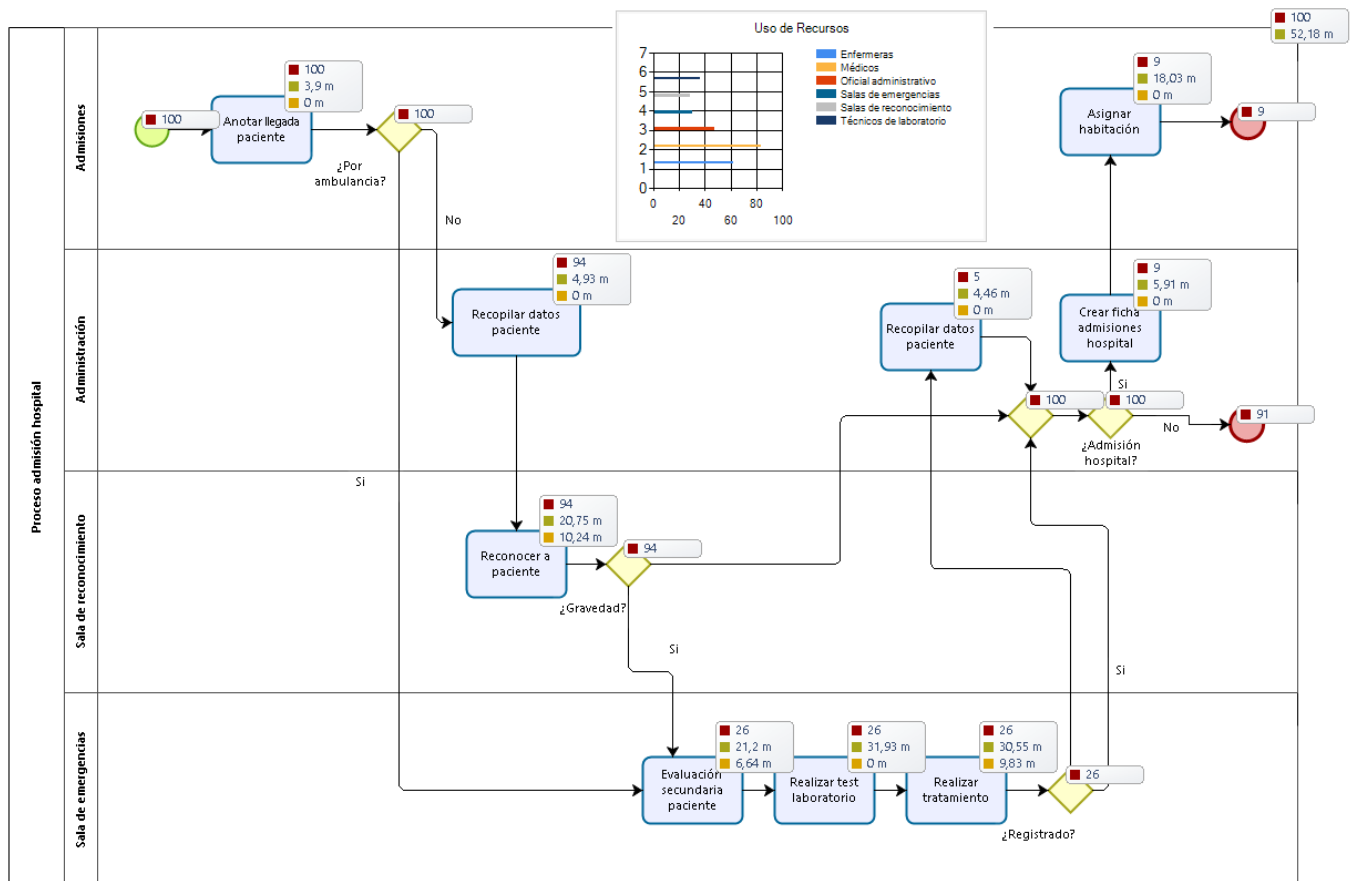 Proceso admisión hospital
Admisiones
100
100
3,9 m
0 m
Anotar llegada
paciente
100
¿Por
ambulancia?
No
Si
Uso de Recursos
7
6
5
4
3
2
1
0
0
20
40
60
80
100
Enfermeras
Médicos
Oficial administrativo
Salas de emergencias
Salas de reconocimiento
Técnicos de laboratorio
100
52,18 m
9
18,03 m
0 m
Asignar
habitación
9
Administración
94
4,93 m
0 m
Recopilar datos
paciente
5
4,46 m
0 m
Recopilar datos
paciente
9
5,91 m
0 m
Crear ficha
admisiones
hospital
Si
100
100
¿Admisión
hospital?
No
91
Sala de reconocimiento
94
20,75 m
10,24 m
Reconocer a
paciente
94
¿Gravedad?
Si
Si
Sala de emergencias
26
21,2 m
6,64 m
Evaluación
secundaria
paciente
26
31,93 m
0 m
Realizar test
laboratorio
26
30,55 m
9,83 m
Realizar
tratamiento
26
¿Registrado?